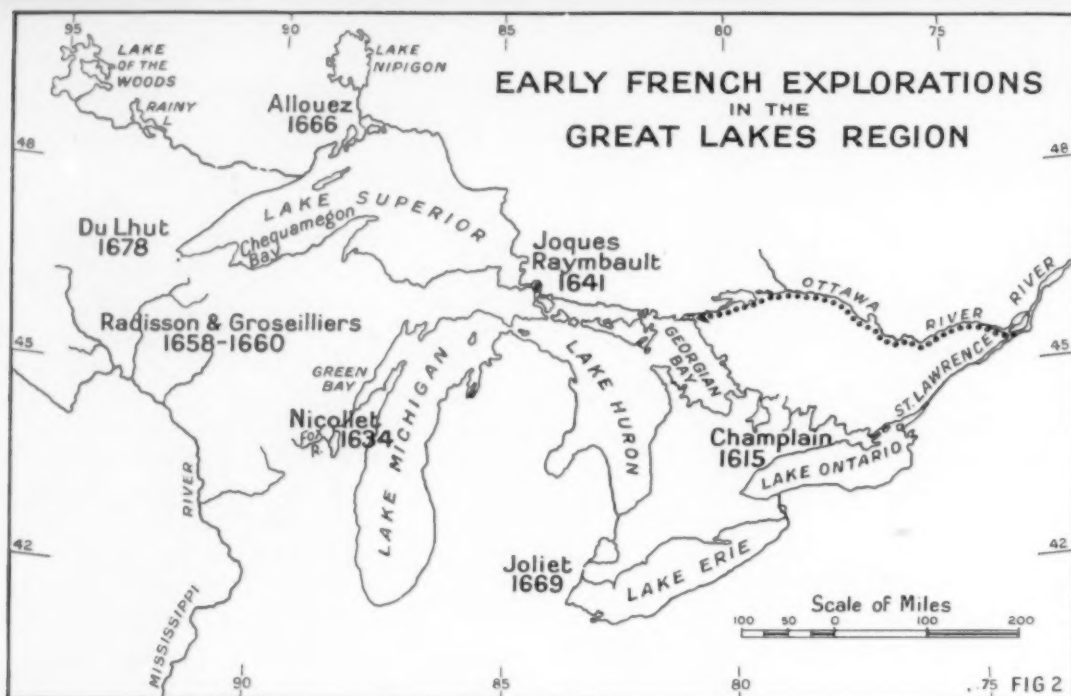 95
90
85
80
75
LAKE
OF THE
WOODS
RAINY
L.
LAKE
NIPIGON
EARLY FRENCH EXPLORATIONS
IN THE
GREAT LAKES REGION
Allouez
1666
48
48
LAKE SUPERIOR
Chequamegon
Bay
Du Lhut
1678
Joques
Raymbault
1641
OTTAWA
RIVER
RIVER
ST. LAWRENCE
Radisson & Groseilliers
1658-1660
45
45
GREEN
BAY
GEORGIAN
BAY
LAKE MICHIGAN
LAKE HURON
Nicollet
1634
FOX
R.
Champlain
1615
LAKE ONTARIO
RIVER
MISSISSIPPI
42
42
Joliet
1669
LAKE ERIE
Scale of Miles
100 50 0 100 200
90
85
80
75
FIG 2